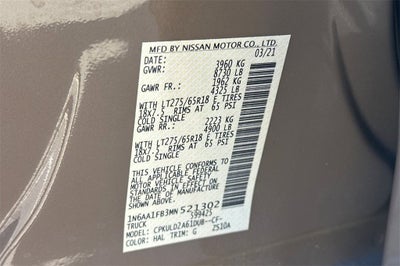 MFD BY NISSAN MOTOR CO., LTD.
DATE: 03/21
GVWR: 3960 KG
8730 LB
GAWR FR.: 1962 KG
4325 LB
WITH LT275/65R18 E TIRES
18x7.5 RIMS AT 65 PSI
COLD SINGLE
GAWR RR.: 2223 KG
4900 LB
WITH LT275/65R18 E TIRES
18x7.5 RIMS AT 65 PSI
COLD SINGLE
THIS VEHICLE CONFORMS TO
ALL APPLICABLE FEDERAL
MOTOR VEHICLE SAFETY
STANDARDS IN EFFECT ON
THE DATE OF MANUFACTURE
SHOWN ABOVE.
1N6AA1FB3MN521302
TRUCK 599425
MODEL: CPKULDZA61DUB--CF-
COLOR: HAL TRIM: G ZS10A